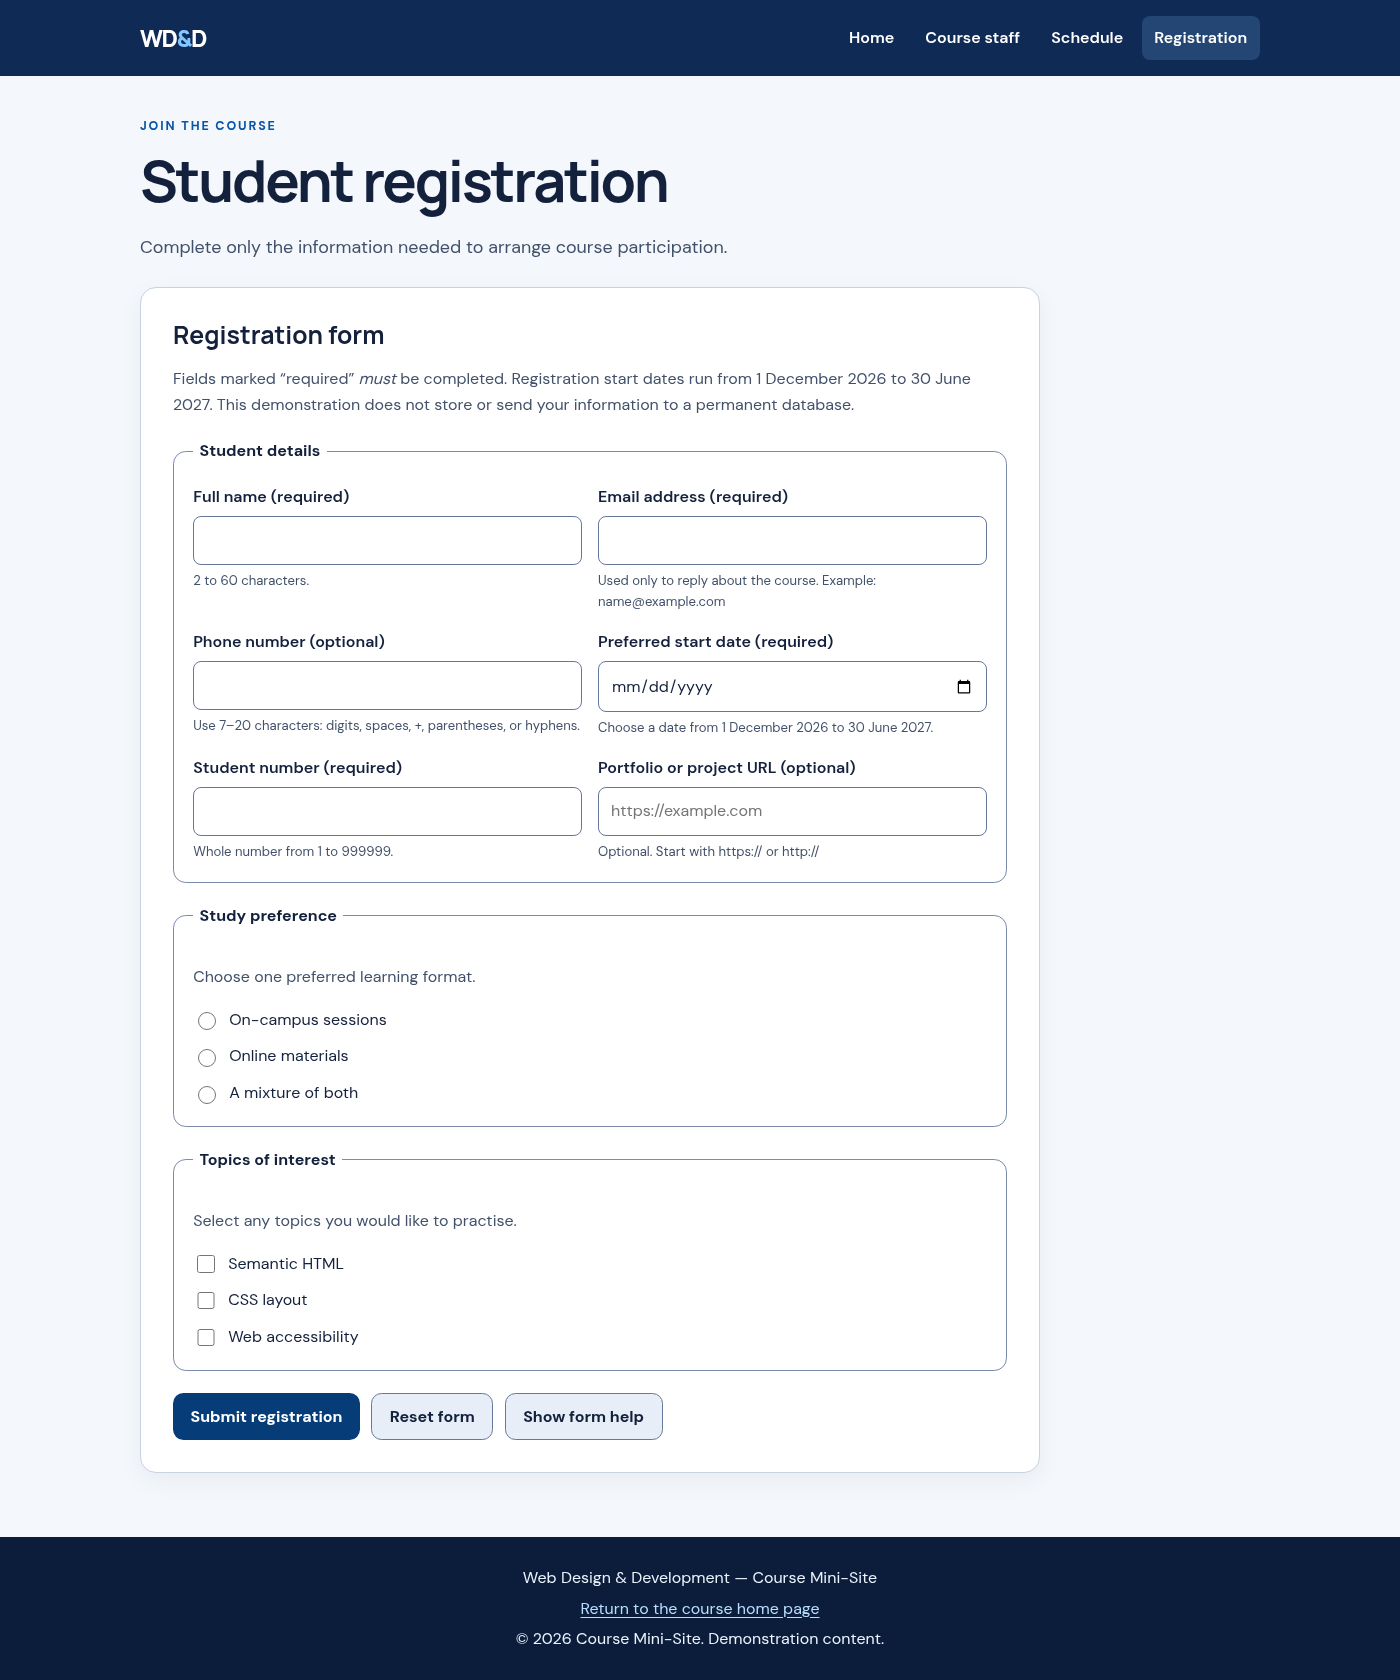 WD&D
Home
Course staff
Schedule
Registration
JOIN THE COURSE
Student registration
Complete only the information needed to arrange course participation.
Registration form
Fields marked “required” must be completed. Registration start dates run from 1 December 2026 to 30 June
2027. This demonstration does not store or send your information to a permanent database.
Student details
Full name (required)
2 to 60 characters.
Email address (required)
Used only to reply about the course. Example:
name@example.com
Phone number (optional)
Use 7–20 characters: digits, spaces, +, parentheses, or hyphens.
Preferred start date (required)
mm/dd/yyyy
Choose a date from 1 December 2026 to 30 June 2027.
Student number (required)
Whole number from 1 to 999999.
Portfolio or project URL (optional)
https://example.com
Optional. Start with https:// or http://
Study preference
Choose one preferred learning format.
On-campus sessions
Online materials
A mixture of both
Topics of interest
Select any topics you would like to practise.
Semantic HTML
CSS layout
Web accessibility
Submit registration
Reset form
Show form help
Web Design & Development — Course Mini-Site
Return to the course home page
© 2026 Course Mini-Site. Demonstration content.